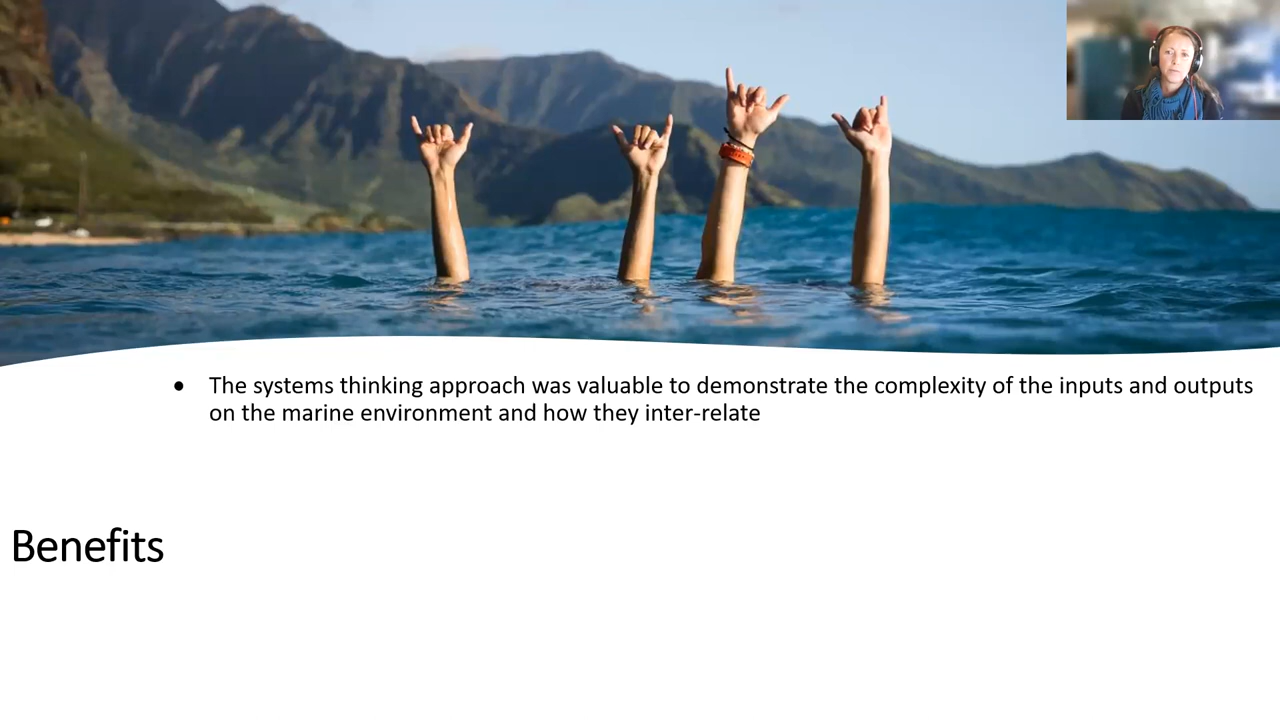 • The systems thinking approach was valuable to demonstrate the complexity of the inputs and outputs
on the marine environment and how they inter-relate
Benefits